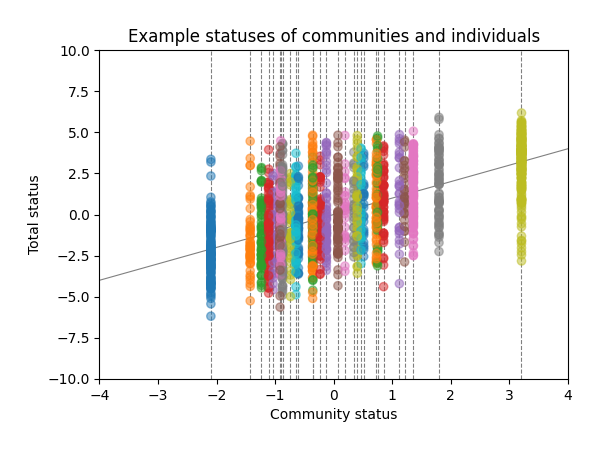 Example statuses of communities and individuals
10.0
7.5
5.0
2.5
0.0
−2.5
−5.0
−7.5
−10.0
Total status
−4 −3 −2 −1 0 1 2 3 4
Community status